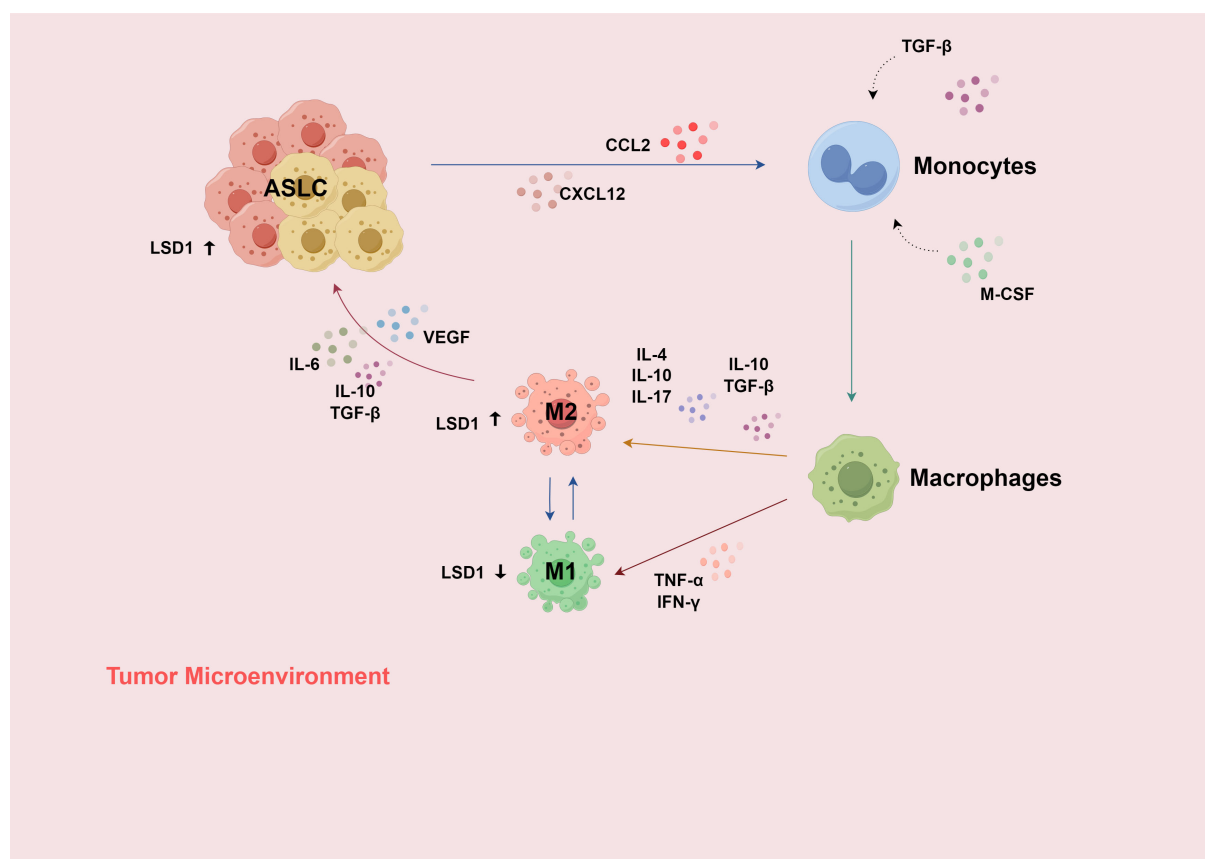 TGF-β
CCL2
Monocytes
ASLC
CXCL12
LSD1 ↑
M-CSF
VEGF
IL-6
IL-10
TGF-β
IL-4
IL-10
IL-17
IL-10
TGF-β
LSD1 ↑
M2
Macrophages
LSD1 ↓
M1
TNF-α
IFN-γ
Tumor Microenvironment